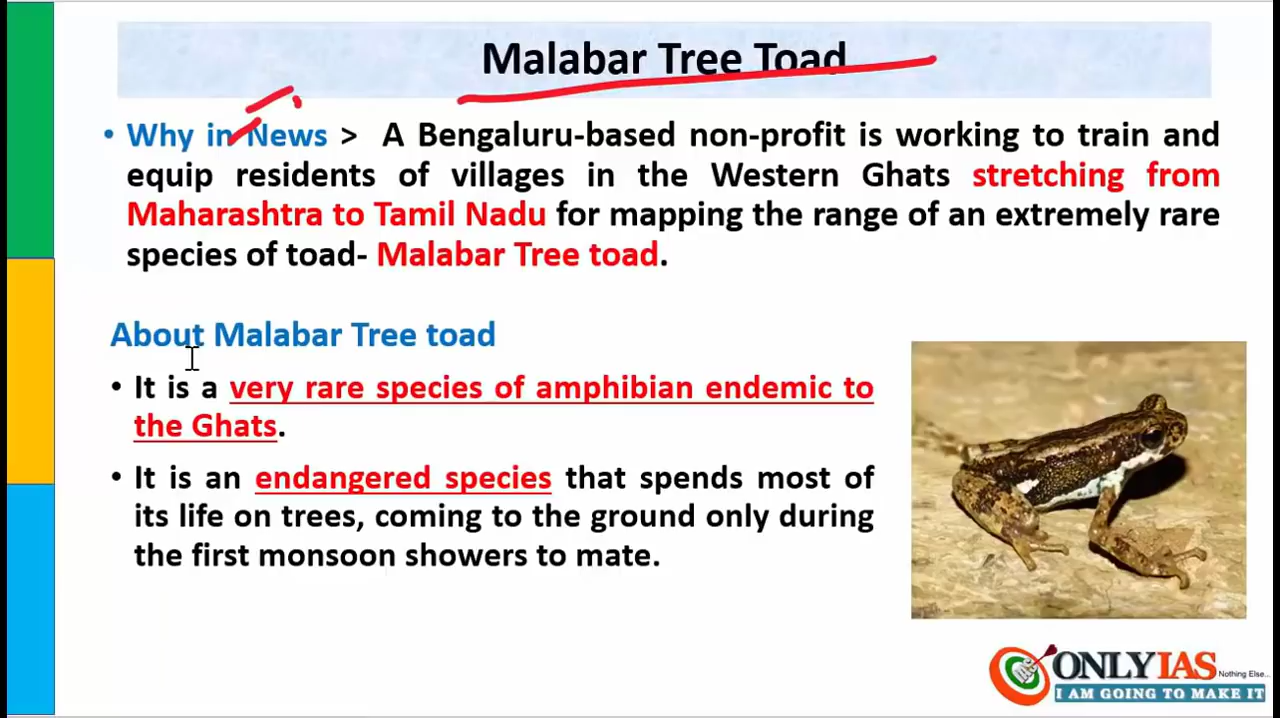 Malabar Tree Toad
• Why in News > A Bengaluru-based non-profit is working to train and
equip residents of villages in the Western Ghats stretching from
Maharashtra to Tamil Nadu for mapping the range of an extremely rare
species of toad- Malabar Tree toad.
About Malabar Tree toad
• It is a very rare species of amphibian endemic to
the Ghats.
• It is an endangered species that spends most of
its life on trees, coming to the ground only during
the first monsoon showers to mate.
ONLYIAS Nothing Else...
I AM GOING TO MAKE IT